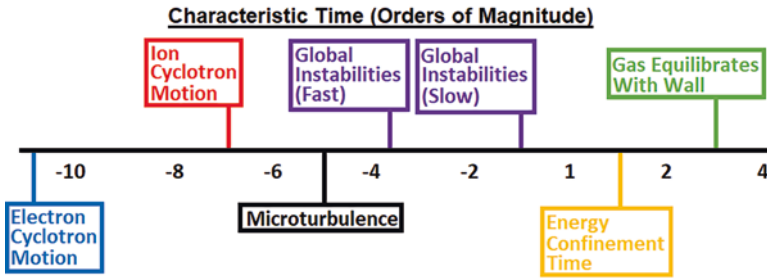 Characteristic Time (Orders of Magnitude)
Ion
Cyclotron
Motion
Global
Instabilities
(Fast)
Global
Instabilities
(Slow)
Gas Equilibrates
With Wall
-10 -8 -6 -4 -2 1 2 4
Electron
Cyclotron
Motion
Microturbulence
Energy
Confinement
Time